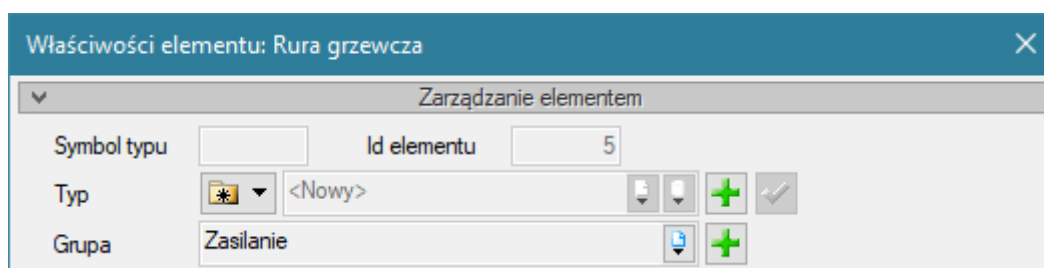 Właściwości elementu: Rura grzewcza
Zarządzanie elementem
Symbol typu Id elementu 5
Typ <Nowy>
Grupa Zasilanie